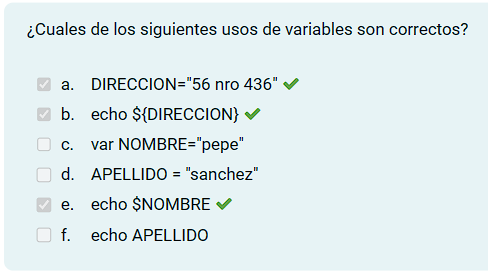 ¿Cuales de los siguientes usos de variables son correctos?
a. DIRECCION="56 nro 436"
b. echo ${DIRECCION}
c. var NOMBRE="pepe"
d. APELLIDO = "sanchez"
e. echo $NOMBRE
f. echo APELLIDO